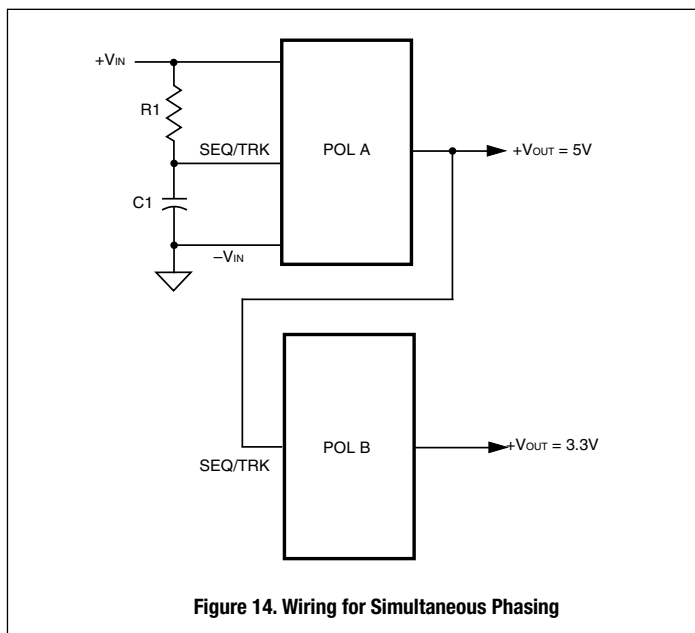 +VIN
R1
SEQ/TRK
POL A
+VOUT = 5V
C1
–VIN
POL B
+VOUT = 3.3V
SEQ/TRK
Figure 14. Wiring for Simultaneous Phasing